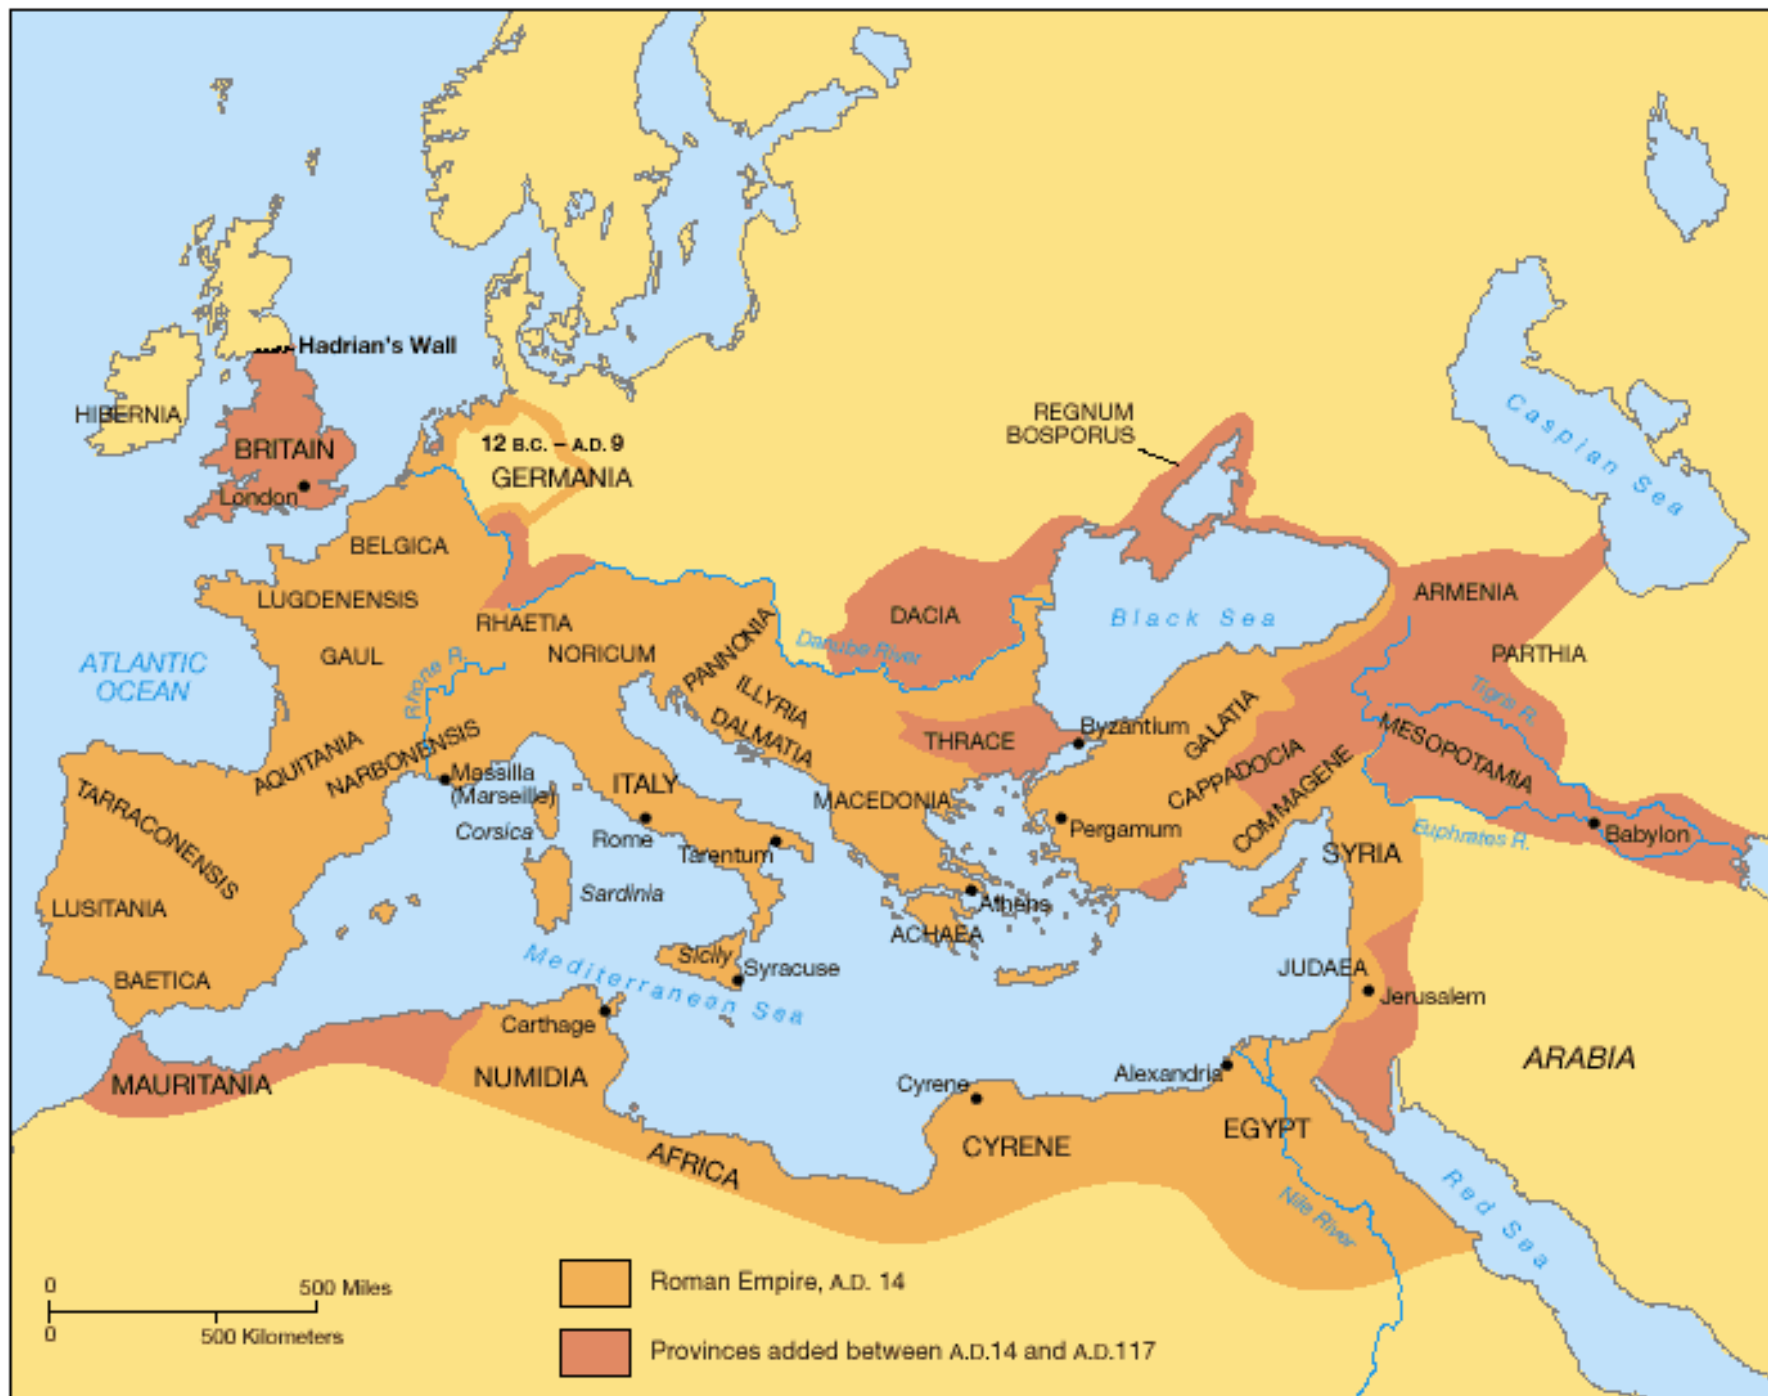 Hadrian's Wall
HIBERNIA
BRITAIN
London
12 B.C. – A.D. 9
GERMANIA
REGNUM
BOSPORUS
Caspian Sea
BELGICA
LUGDENENSIS
GAUL
RHAETIA
NORICUM
PANNONIA
ILLYRIA
DALMATIA
DACIA
Danube River
Black Sea
ARMENIA
PARTHIA
Tigris R.
MESOPOTAMIA
ATLANTIC
OCEAN
Rhone R.
AQUITANIA
NARBONENSIS
Massilla
(Marseille)
Corsica
ITALY
Rome
Tarentum
Sardinia
THRACE
Byzantium
GALATIA
CAPPADOCIA
COMMAGENE
MACEDONIA
Pergamum
Euphrates R.
Babylon
SYRIA
TARRACONENSIS
LUSITANIA
BAETICA
Athens
ACHAEA
Sicily
Syracuse
Mediterranean Sea
JUDAEA
Jerusalem
Carthage
MAURITANIA
NUMIDIA
Cyrene
Alexandria
ARABIA
AFRICA
CYRENE
EGYPT
Nile River
Red Sea
0 500 Miles
0 500 Kilometers
Roman Empire, A.D. 14
Provinces added between A.D.14 and A.D.117